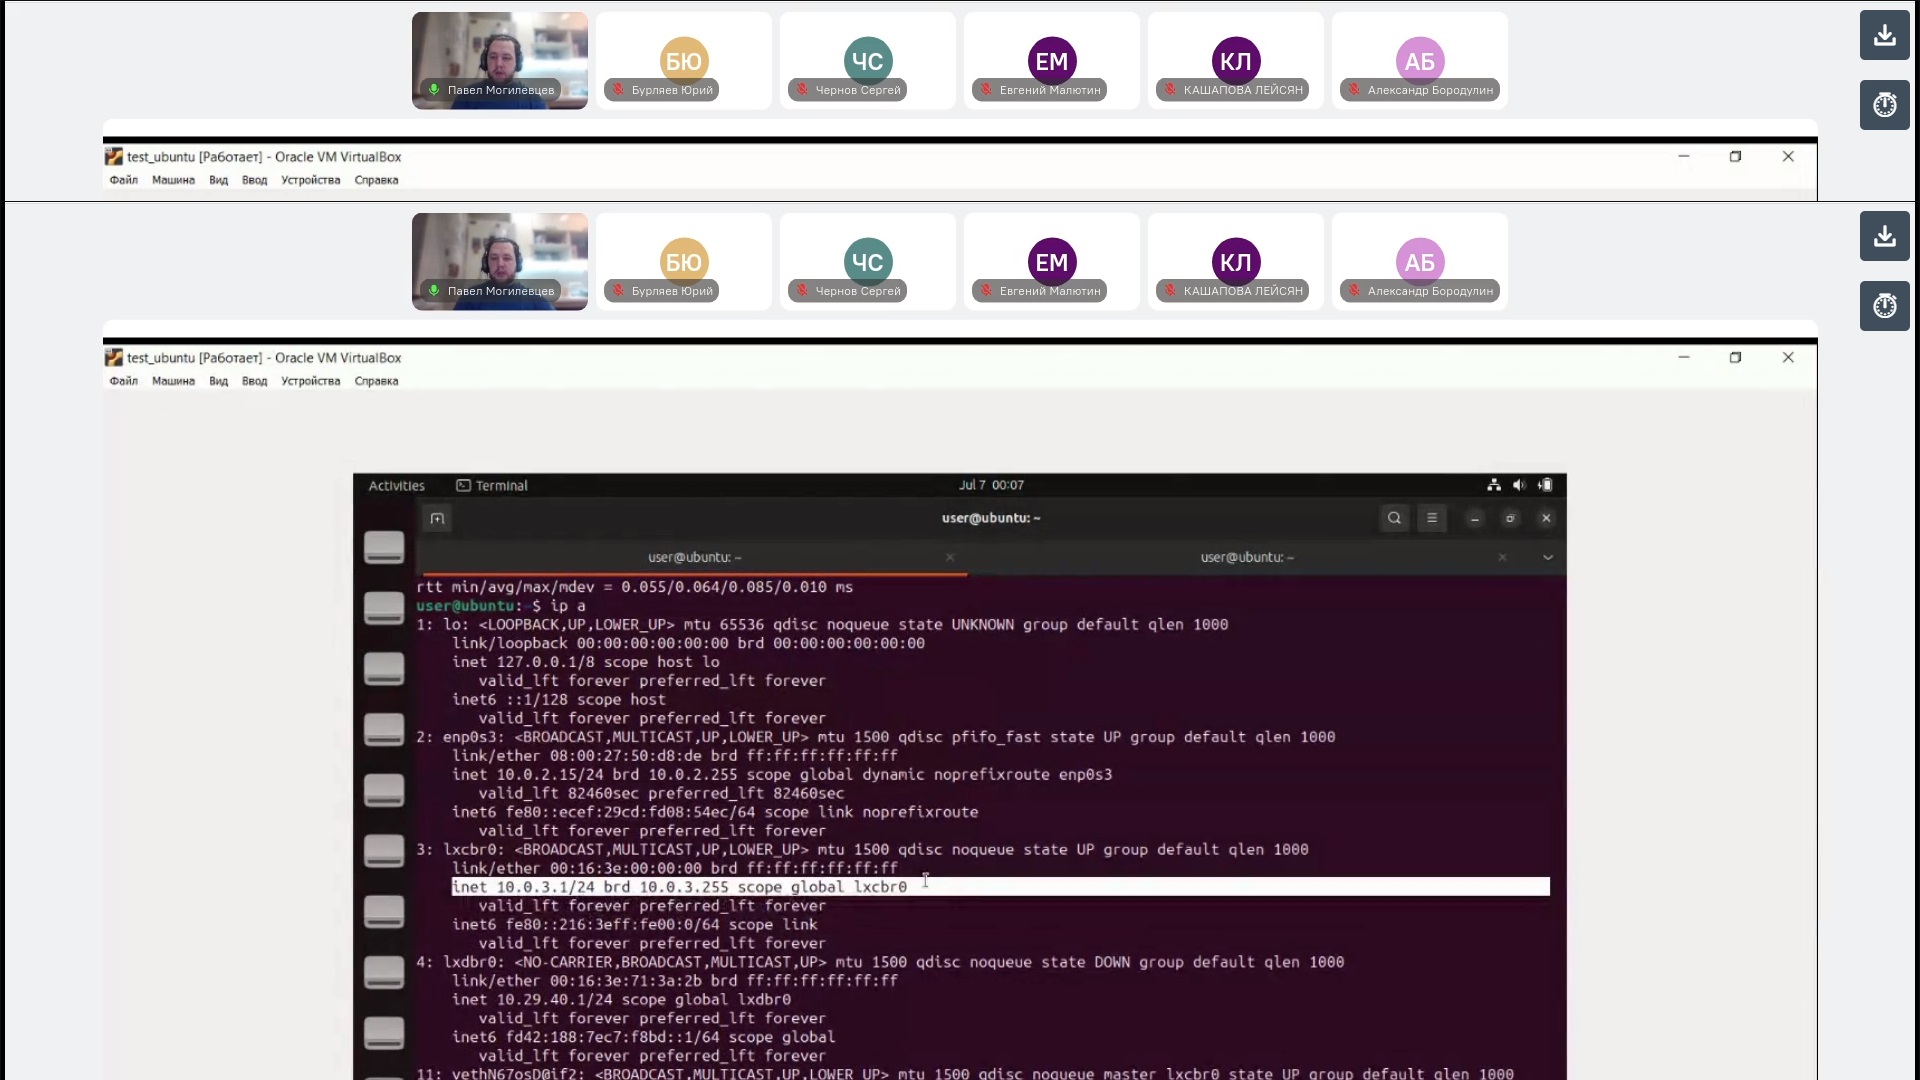 БЮ ЧС ЕМ КЛ АБ
Павел Могилевцев Бурляев Юрий Чернов Сергей Евгений Малютин КАШАПОВА ЛЕЙСЯН Александр Бородулин
test_ubuntu [Работает] - Oracle VM VirtualBox
Файл Машина Вид Ввод Устройства Справка
БЮ ЧС ЕМ КЛ АБ
Павел Могилевцев Бурляев Юрий Чернов Сергей Евгений Малютин КАШАПОВА ЛЕЙСЯН Александр Бородулин
test_ubuntu [Работает] - Oracle VM VirtualBox
Файл Машина Вид Ввод Устройства Справка
Activities Terminal Jul 7 00:07
user@ubuntu: ~
user@ubuntu: ~ user@ubuntu: ~
rtt min/avg/max/mdev = 0.055/0.064/0.085/0.010 ms
user@ubuntu:~$ ip a
1: lo: <LOOPBACK,UP,LOWER_UP> mtu 65536 qdisc noqueue state UNKNOWN group default qlen 1000
link/loopback 00:00:00:00:00:00 brd 00:00:00:00:00:00
inet 127.0.0.1/8 scope host lo
valid_lft forever preferred_lft forever
inet6 ::1/128 scope host
valid_lft forever preferred_lft forever
2: enp0s3: <BROADCAST,MULTICAST,UP,LOWER_UP> mtu 1500 qdisc pfifo_fast state UP group default qlen 1000
link/ether 08:00:27:50:d8:de brd ff:ff:ff:ff:ff:ff
inet 10.0.2.15/24 brd 10.0.2.255 scope global dynamic noprefixroute enp0s3
valid_lft 82460sec preferred_lft 82460sec
inet6 fe80::ecef:29cd:fd08:54ec/64 scope link noprefixroute
valid_lft forever preferred_lft forever
3: lxcbr0: <BROADCAST,MULTICAST,UP,LOWER_UP> mtu 1500 qdisc noqueue state UP group default qlen 1000
link/ether 00:16:3e:00:00:00 brd ff:ff:ff:ff:ff:ff
inet 10.0.3.1/24 brd 10.0.3.255 scope global lxcbr0
valid_lft forever preferred_lft forever
inet6 fe80::216:3eff:fe00:0/64 scope link
valid_lft forever preferred_lft forever
4: lxdbr0: <NO-CARRIER,BROADCAST,MULTICAST,UP> mtu 1500 qdisc noqueue state DOWN group default qlen 1000
link/ether 00:16:3e:71:3a:2b brd ff:ff:ff:ff:ff:ff
inet 10.29.40.1/24 scope global lxdbr0
valid_lft forever preferred_lft forever
inet6 fd42:188:7ec7:f8bd::1/64 scope global
valid_lft forever preferred_lft forever
11: vethN67osD@if2: <BROADCAST,MULTICAST,UP,LOWER_UP> mtu 1500 qdisc noqueue master lxcbr0 state UP group default qlen 1000